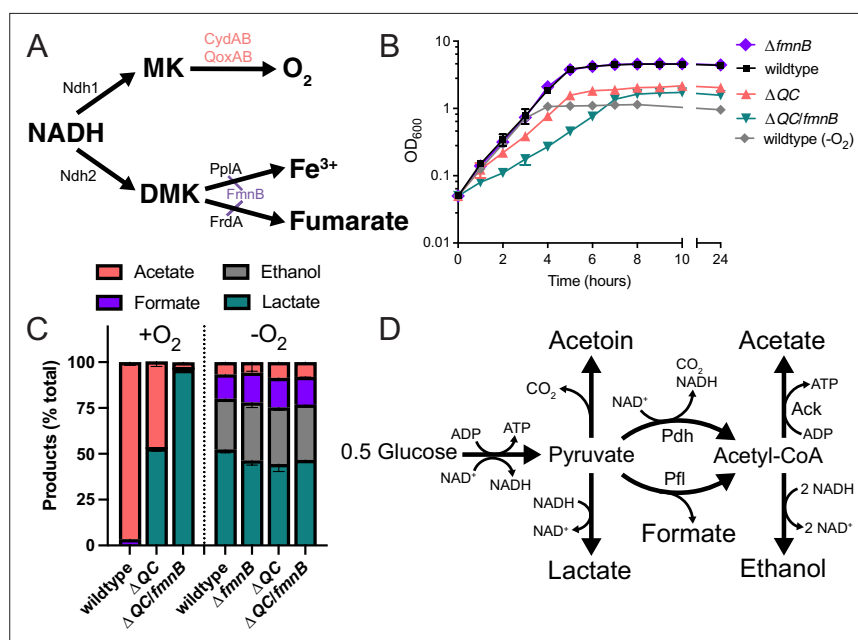 A
CydAB
QoxAB
MK
O₂
Ndh1
NADH
Ndh2
DMK
PplA
Fe³⁺
FmnB
FrdA
Fumarate
B
OD₆₀₀
10
1
0.1
0.01
0
2
4
6
8
10
24
Time (hours)
ΔfmnB
wildtype
ΔQC
ΔQC/fmnB
wildtype (-O₂)
Acetate
Ethanol
Formate
Lactate
C
+O₂
-O₂
Products (% total)
100
75
50
25
0
wildtype
ΔQC
ΔQC/fmnB
wildtype
ΔfmnB
ΔQC
ΔQC/fmnB
D
Acetoin
Acetate
CO₂
CO₂
NADH
NAD⁺
ATP
Ack
ADP
0.5 Glucose
ADP
ATP
NAD⁺
NADH
Pyruvate
Pdh
Acetyl-CoA
Pfl
NADH
NAD⁺
Formate
2 NADH
2 NAD⁺
Lactate
Ethanol